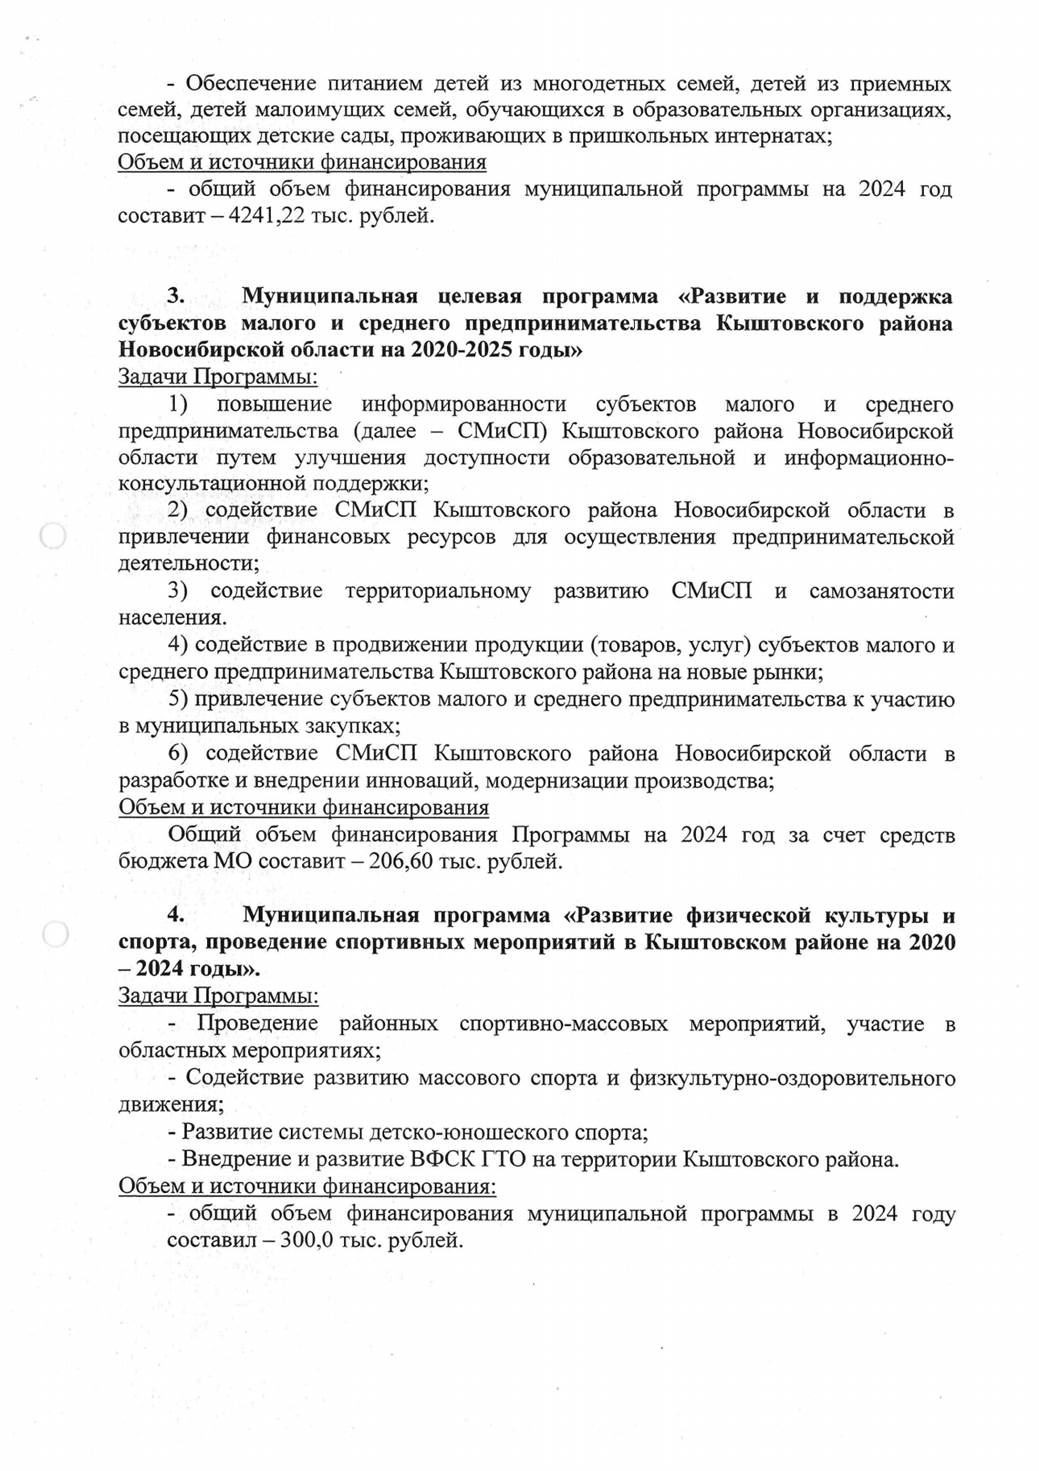 - Обеспечение питанием детей из многодетных семей, детей из приемных
семей, детей малоимущих семей, обучающихся в образовательных организациях,
посещающих детские сады, проживающих в пришкольных интернатах;
Объем и источники финансирования
- общий объем финансирования муниципальной программы на 2024 год
составит – 4241,22 тыс. рублей.
3. Муниципальная целевая программа «Развитие и поддержка
субъектов малого и среднего предпринимательства Кыштовского района
Новосибирской области на 2020-2025 годы»
Задачи Программы:
1) повышение информированности субъектов малого и среднего
предпринимательства (далее – СМиСП) Кыштовского района Новосибирской
области путем улучшения доступности образовательной и информационно-
консультационной поддержки;
2) содействие СМиСП Кыштовского района Новосибирской области в
привлечении финансовых ресурсов для осуществления предпринимательской
деятельности;
3) содействие территориальному развитию СМиСП и самозанятости
населения.
4) содействие в продвижении продукции (товаров, услуг) субъектов малого и
среднего предпринимательства Кыштовского района на новые рынки;
5) привлечение субъектов малого и среднего предпринимательства к участию
в муниципальных закупках;
6) содействие СМиСП Кыштовского района Новосибирской области в
разработке и внедрении инноваций, модернизации производства;
Объем и источники финансирования
Общий объем финансирования Программы на 2024 год за счет средств
бюджета МО составит – 206,60 тыс. рублей.
4. Муниципальная программа «Развитие физической культуры и
спорта, проведение спортивных мероприятий в Кыштовском районе на 2020
– 2024 годы».
Задачи Программы:
- Проведение районных спортивно-массовых мероприятий, участие в
областных мероприятиях;
- Содействие развитию массового спорта и физкультурно-оздоровительного
движения;
- Развитие системы детско-юношеского спорта;
- Внедрение и развитие ВФСК ГТО на территории Кыштовского района.
Объем и источники финансирования:
- общий объем финансирования муниципальной программы в 2024 году
составил – 300,0 тыс. рублей.